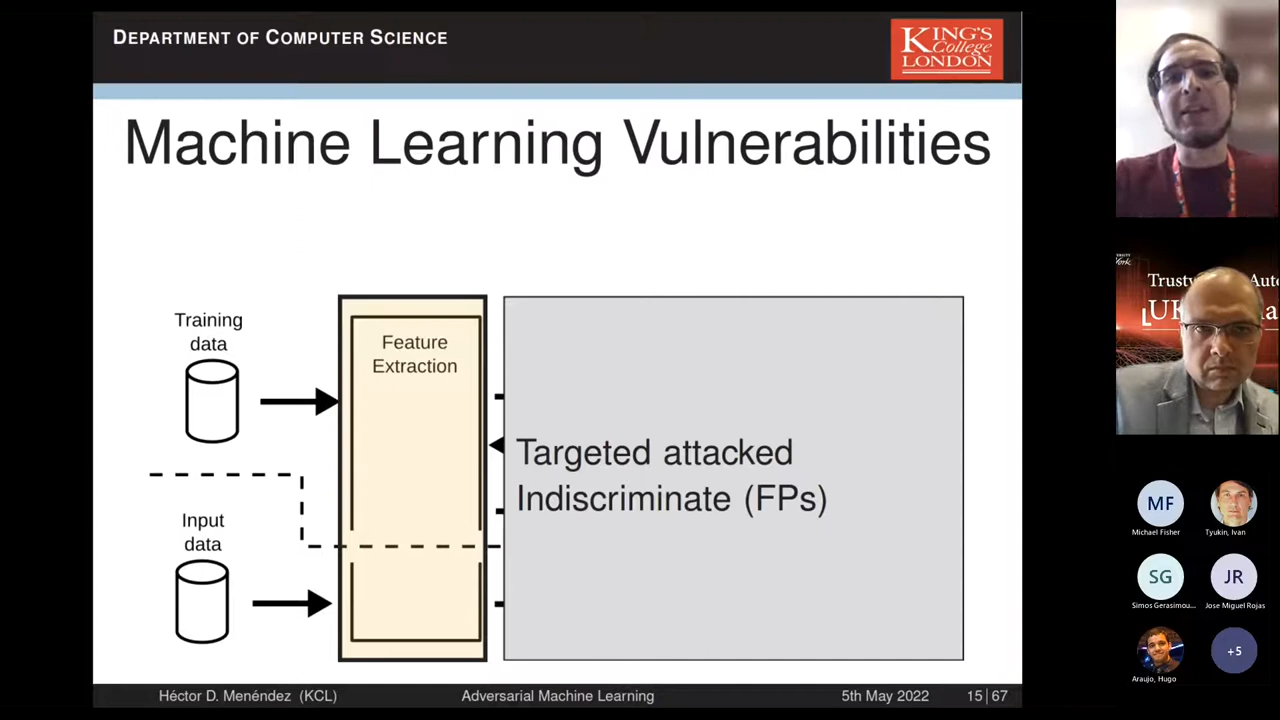 DEPARTMENT OF COMPUTER SCIENCE
KING'S
College
LONDON
Machine Learning Vulnerabilities
Training
data
Feature
Extraction
Targeted attacked
Indiscriminate (FPs)
Input
data
Héctor D. Menéndez (KCL)
Adversarial Machine Learning
5th May 2022
15|67
MF
Michael Fisher
Tyukin, Ivan
SG
Simos Gerasimou...
JR
Jose Miguel Rojas
Araujo, Hugo
+5